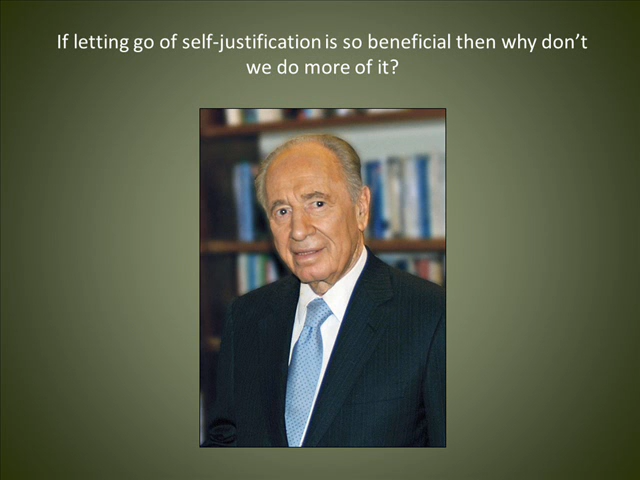 If letting go of self-justification is so beneficial then why don’t
we do more of it?